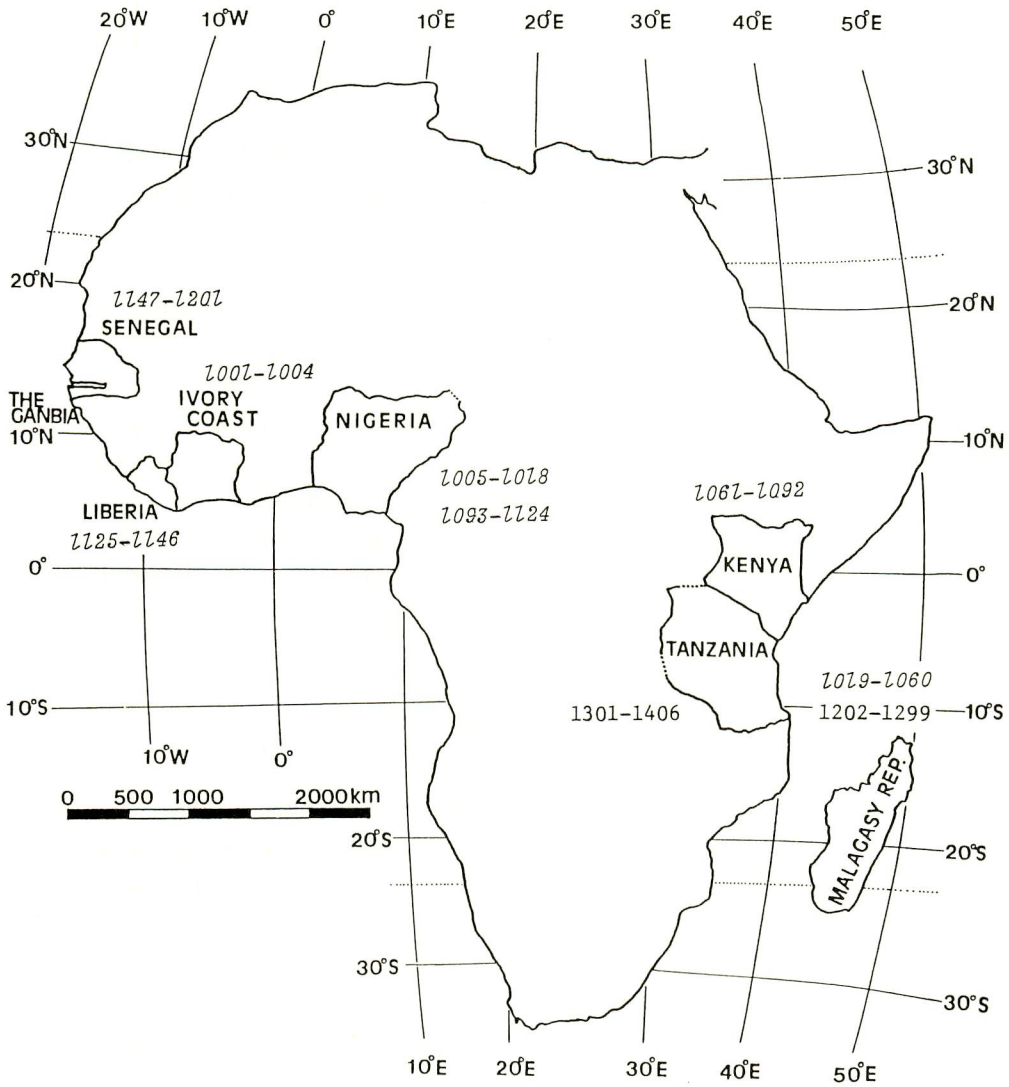 20°W 10°W 0° 10°E 20°E 30°E 40°E 50°E
30°N 30°N
20°N 20°N
1147-1201
SENEGAL
1001-1004
THE
GANBIA
IVORY
COAST
NIGERIA
10°N 10°N
1005-1018
1093-1124
1061-1092
LIBERIA
1125-1146
KENYA
0° 0°
TANZANIA
1019-1060
10°S 1301-1406 1202-1299 10°S
10°W 0°
0 500 1000 2000km
MALAGASY REP.
20°S 20°S
30°S 30°S
10°E 20°E 30°E 40°E 50°E